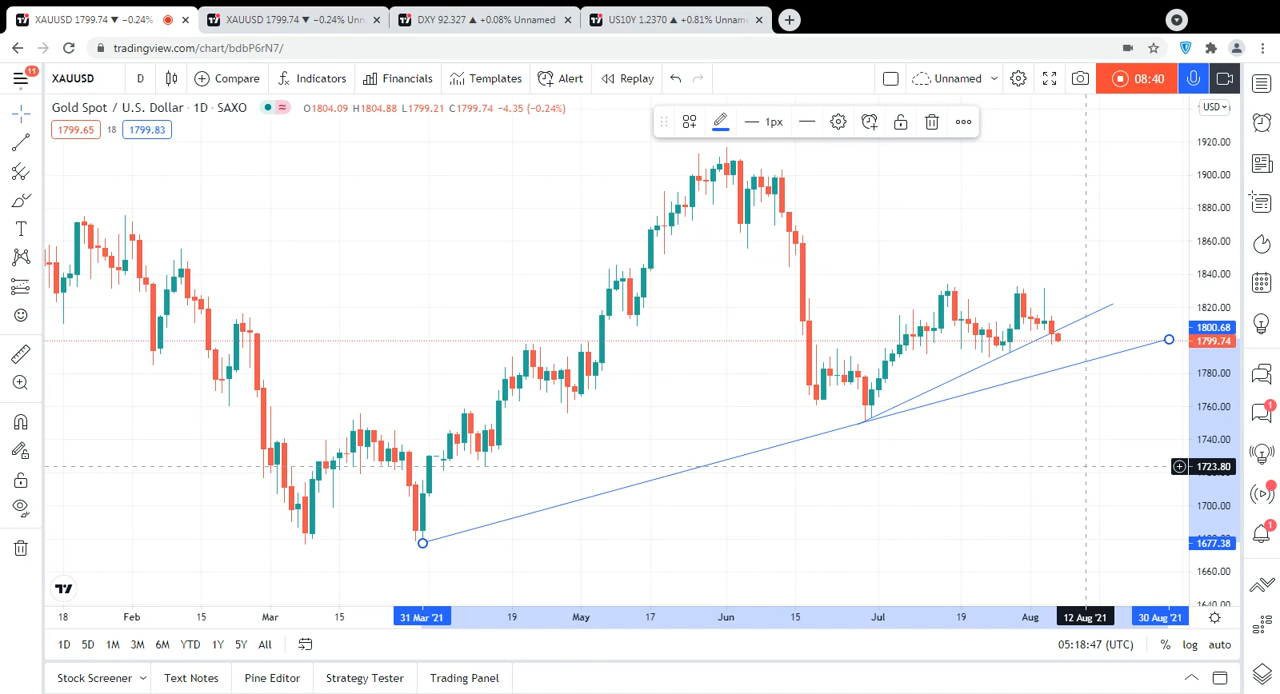 XAUUSD 1799.74 ▼ −0.24%
XAUUSD 1799.74 ▼ −0.24% Unn
DXY 92.327 ▲ +0.08% Unnamed
US10Y 1.2370 ▲ +0.81% Unnam
tradingview.com/chart/bdbP6rN7/
11
XAUUSD
D
Compare
Indicators
Financials
Templates
Alert
Replay
Unnamed
08:40
Gold Spot / U.S. Dollar · 1D · SAXO
O1804.09 H1804.88 L1799.21 C1799.74 −4.35 (−0.24%)
1799.65
18
1799.83
1px
USD
1920.00
1900.00
1880.00
1860.00
1840.00
1820.00
1800.68
1799.74
1780.00
1760.00
1740.00
1723.80
1700.00
1677.38
1660.00
1640.00
1
1
18
Feb
15
Mar
15
31 Mar '21
19
May
17
Jun
15
Jul
19
Aug
12 Aug '21
30 Aug '21
1D
5D
1M
3M
6M
YTD
1Y
5Y
All
05:18:47 (UTC)
%
log
auto
Stock Screener
Text Notes
Pine Editor
Strategy Tester
Trading Panel